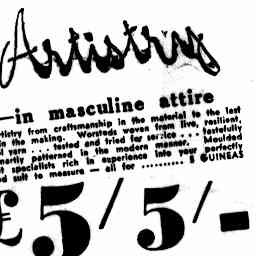 Artistry
—in masculine attire
tistry from craftsmanship in the material to the last
in the making. Worsteds woven from live, resilient,
l yarn .... tested and tried for service ... tastefully
artly patterned in the modern manner. Moulded
t specialists rich in experience into your perfectly
d suit to measure — all for .......... 5 GUINEAS
£5/5/-